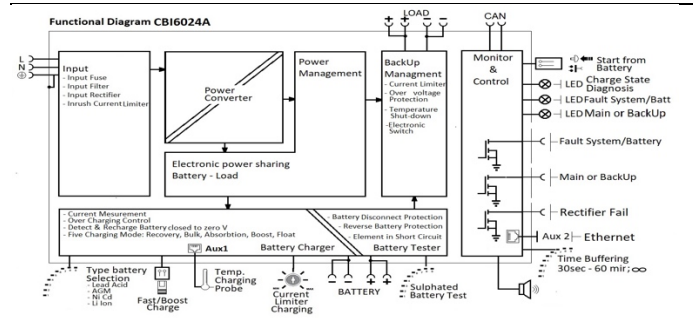 Functional Diagram CBI6024A
LOAD
+ + - -
CAN
L
N
Input
- Input Fuse
- Input Filter
- Input Rectifier
- Inrush Current Limiter
Power
Converter
Power
Management
BackUp
Managment
- Current Limiter
- Over voltage
Protection
- Temperature
Shut-down
-Electronic
Switch
Monitor
&
Control
Start from
Battery
LED Charge State
Diagnosis
LED Fault System/Batt
LED Main or BackUp
Fault System/Battery
Main or BackUp
Rectifier Fail
Aux 2 Ethernet
Time Buffering
30sec - 60 mir; ∞
Electronic power sharing
Battery - Load
- Current Mesurement
- Over Charging Control
- Detect & Recharge Battery closed to zero V
- Five Charging Mode: Recovery, Bulk, Absorbtion, Boost, Float
Aux1
Battery Charger
- Battery Disconnect Protection
- Reverse Battery Protection
- Element in Short Circuit
Battery Tester
Type battery
Selection
- Lead Acid
- AGM
- Ni Cd
- Li Ion
Fast/Boost
Charge
Temp.
Charging
Probe
Current
Limiter
Charging
- - + +
BATTERY
Sulphated
Battery Test